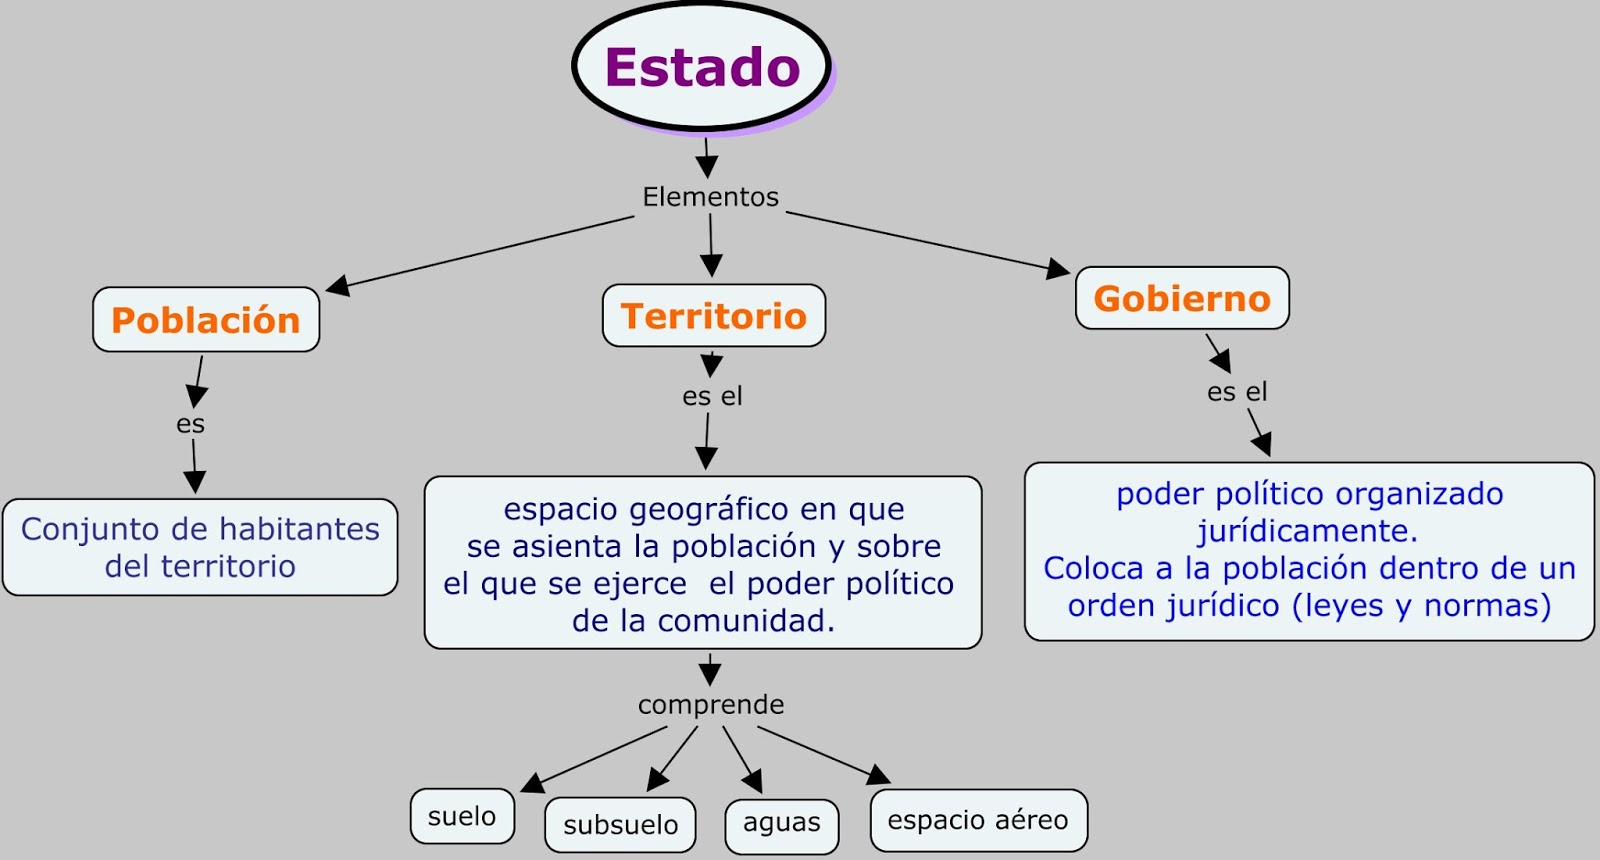 Estado
Elementos
Población
Territorio
Gobierno
es
es el
es el
Conjunto de habitantes
del territorio
espacio geográfico en que
se asienta la población y sobre
el que se ejerce  el poder político
de la comunidad.
poder político organizado
jurídicamente.
Coloca a la población dentro de un
orden jurídico (leyes y normas)
comprende
suelo
subsuelo
aguas
espacio aéreo